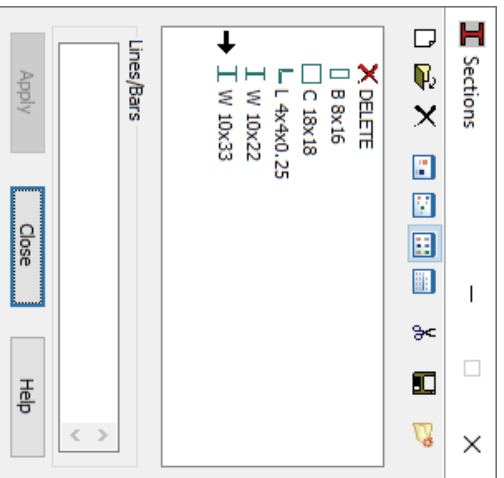 Sections
DELETE
B 8x16
C 18x18
L 4x4x0.25
W 10x22
W 10x33
Lines/Bars
Apply
Close
Help